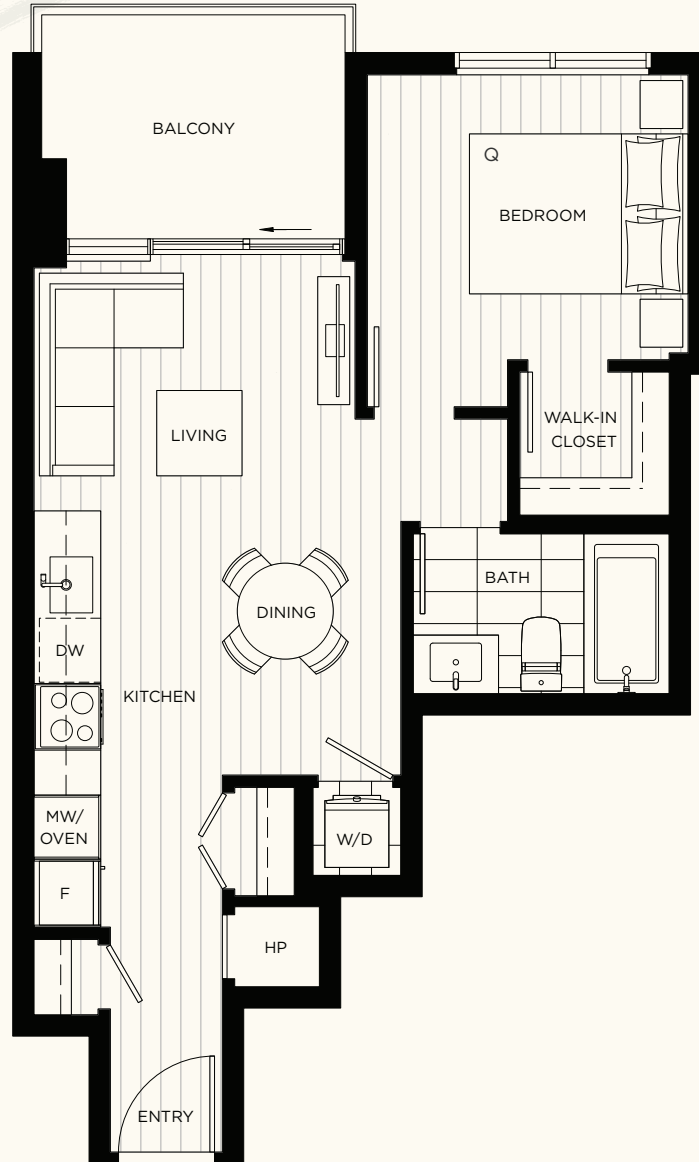 BALCONY
Q
BEDROOM
WALK-IN
CLOSET
LIVING
BATH
DINING
DW
KITCHEN
MW/
OVEN
W/D
F
HP
ENTRY